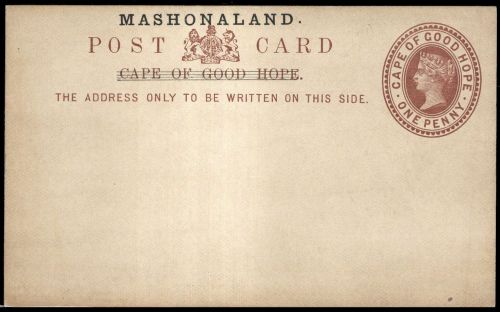 MASHONALAND.
POST CARD
CAPE OF GOOD HOPE.
THE ADDRESS ONLY TO BE WRITTEN ON THIS SIDE.
CAPE OF GOOD HOPE.
ONE PENNY